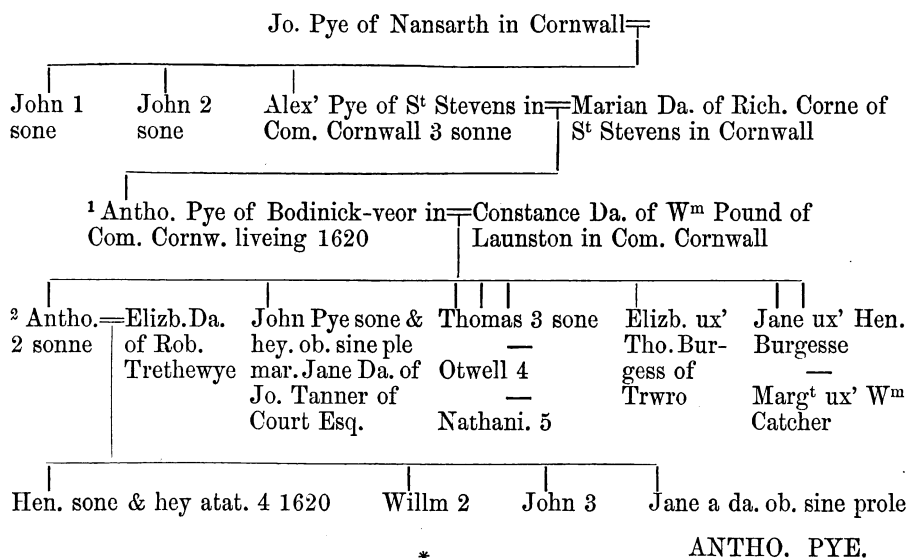 Jo. Pye of Nansarth in Cornwall
John 1 sone
John 2 sone
Alex' Pye of Sᵗ Stevens in Com. Cornwall 3 sonne
Marian Da. of Rich. Corne of Sᵗ Stevens in Cornwall
¹ Antho. Pye of Bodinick-veor in Com. Cornw. liveing 1620
Constance Da. of Wᵐ Pound of Launston in Com. Cornwall
² Antho. 2 sonne
Elizb. Da. of Rob. Trethewye
John Pye sone & hey. ob. sine ple mar. Jane Da. of Jo. Tanner of Court Esq.
Thomas 3 sone
—
Otwell 4
—
Nathani. 5
Elizb. ux' Tho. Bur-gess of Trwro
Jane ux' Hen. Burgesse
—
Margᵗ ux' Wᵐ Catcher
Hen. sone & hey atat. 4 1620
Willm 2
John 3
Jane a da. ob. sine prole
ANTHO. PYE.
*